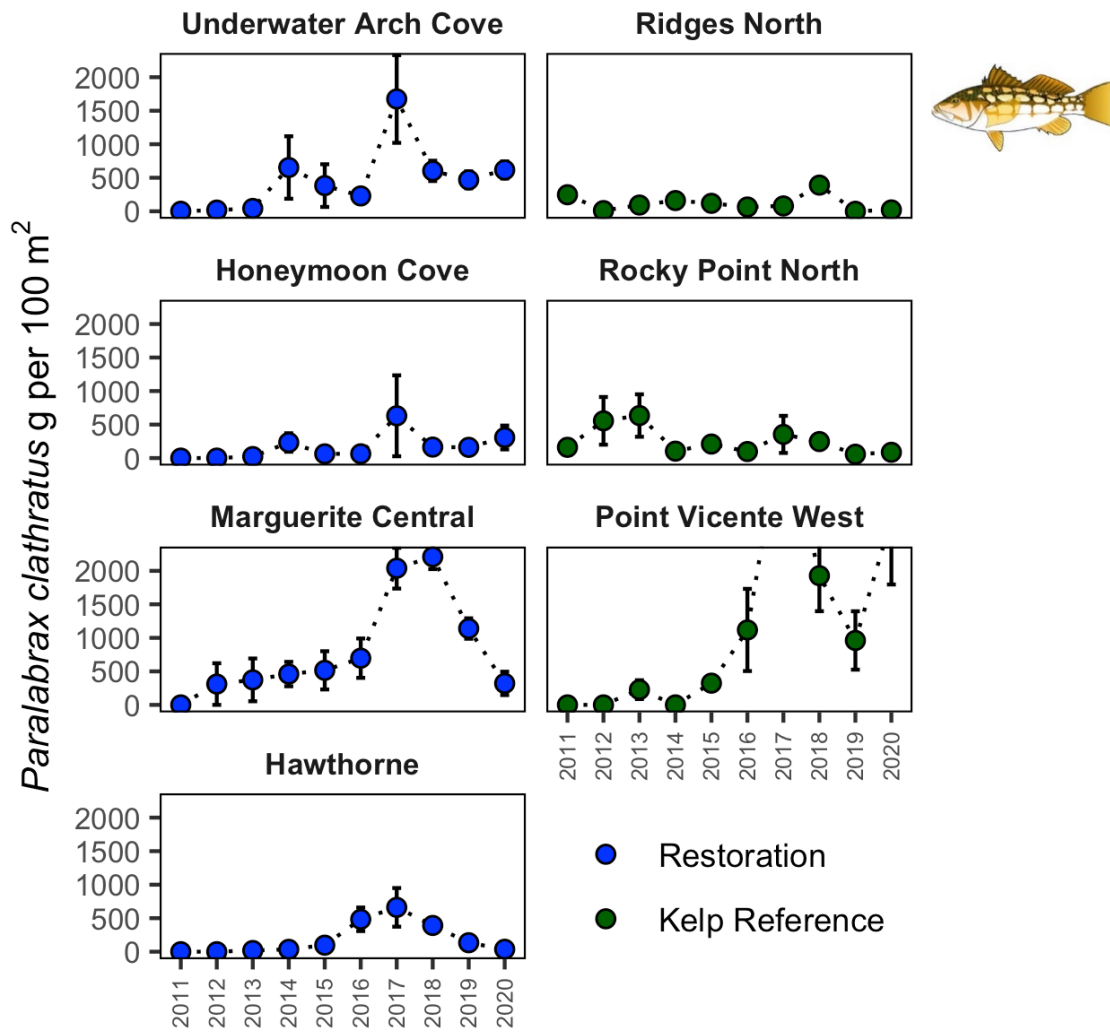 Underwater Arch Cove
Ridges North
2000
1500
1000
500
0
Honeymoon Cove
Rocky Point North
2000
1500
1000
500
0
Marguerite Central
Point Vicente West
2000
1500
1000
500
0
2011 2012 2013 2014 2015 2016 2017 2018 2019 2020
Hawthorne
2000
1500
1000
500
0
2011 2012 2013 2014 2015 2016 2017 2018 2019 2020
Paralabrax clathratus g per 100 m²
Restoration
Kelp Reference